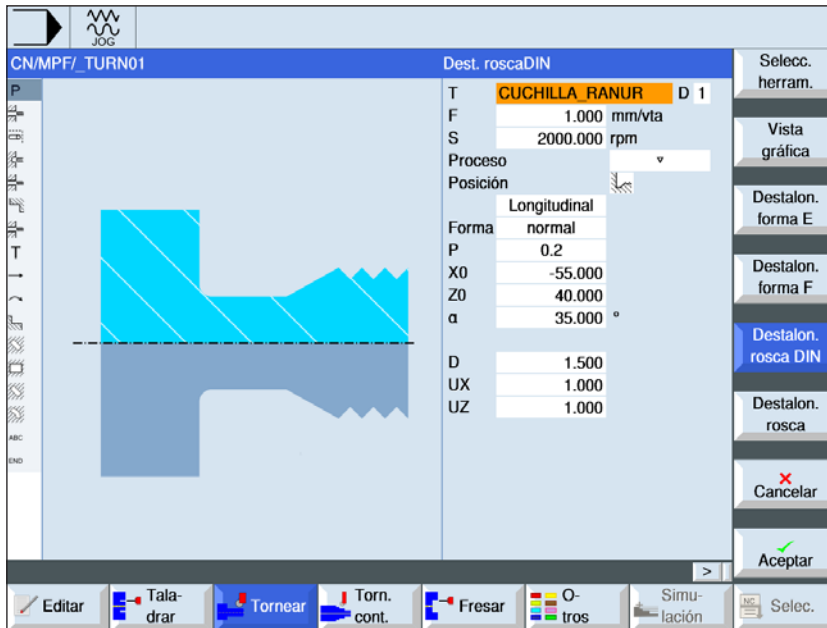 JOG
CN/MPF/_TURN01
Dest. roscaDIN
P
T
ABC
END
T CUCHILLA_RANUR D 1
F 1.000 mm/vta
S 2000.000 rpm
Proceso ▿
Posición
Longitudinal
Forma normal
P 0.2
X0 -55.000
Z0 40.000
α 35.000 °
D 1.500
UX 1.000
UZ 1.000
Selecc.
herram.
Vista
gráfica
Destalon.
forma E
Destalon.
forma F
Destalon.
rosca DIN
Destalon.
rosca
Cancelar
Aceptar
>
Editar
Tala-
drar
Tornear
Torn.
cont.
Fresar
O-
tros
Simu-
lación
NC
Selec.